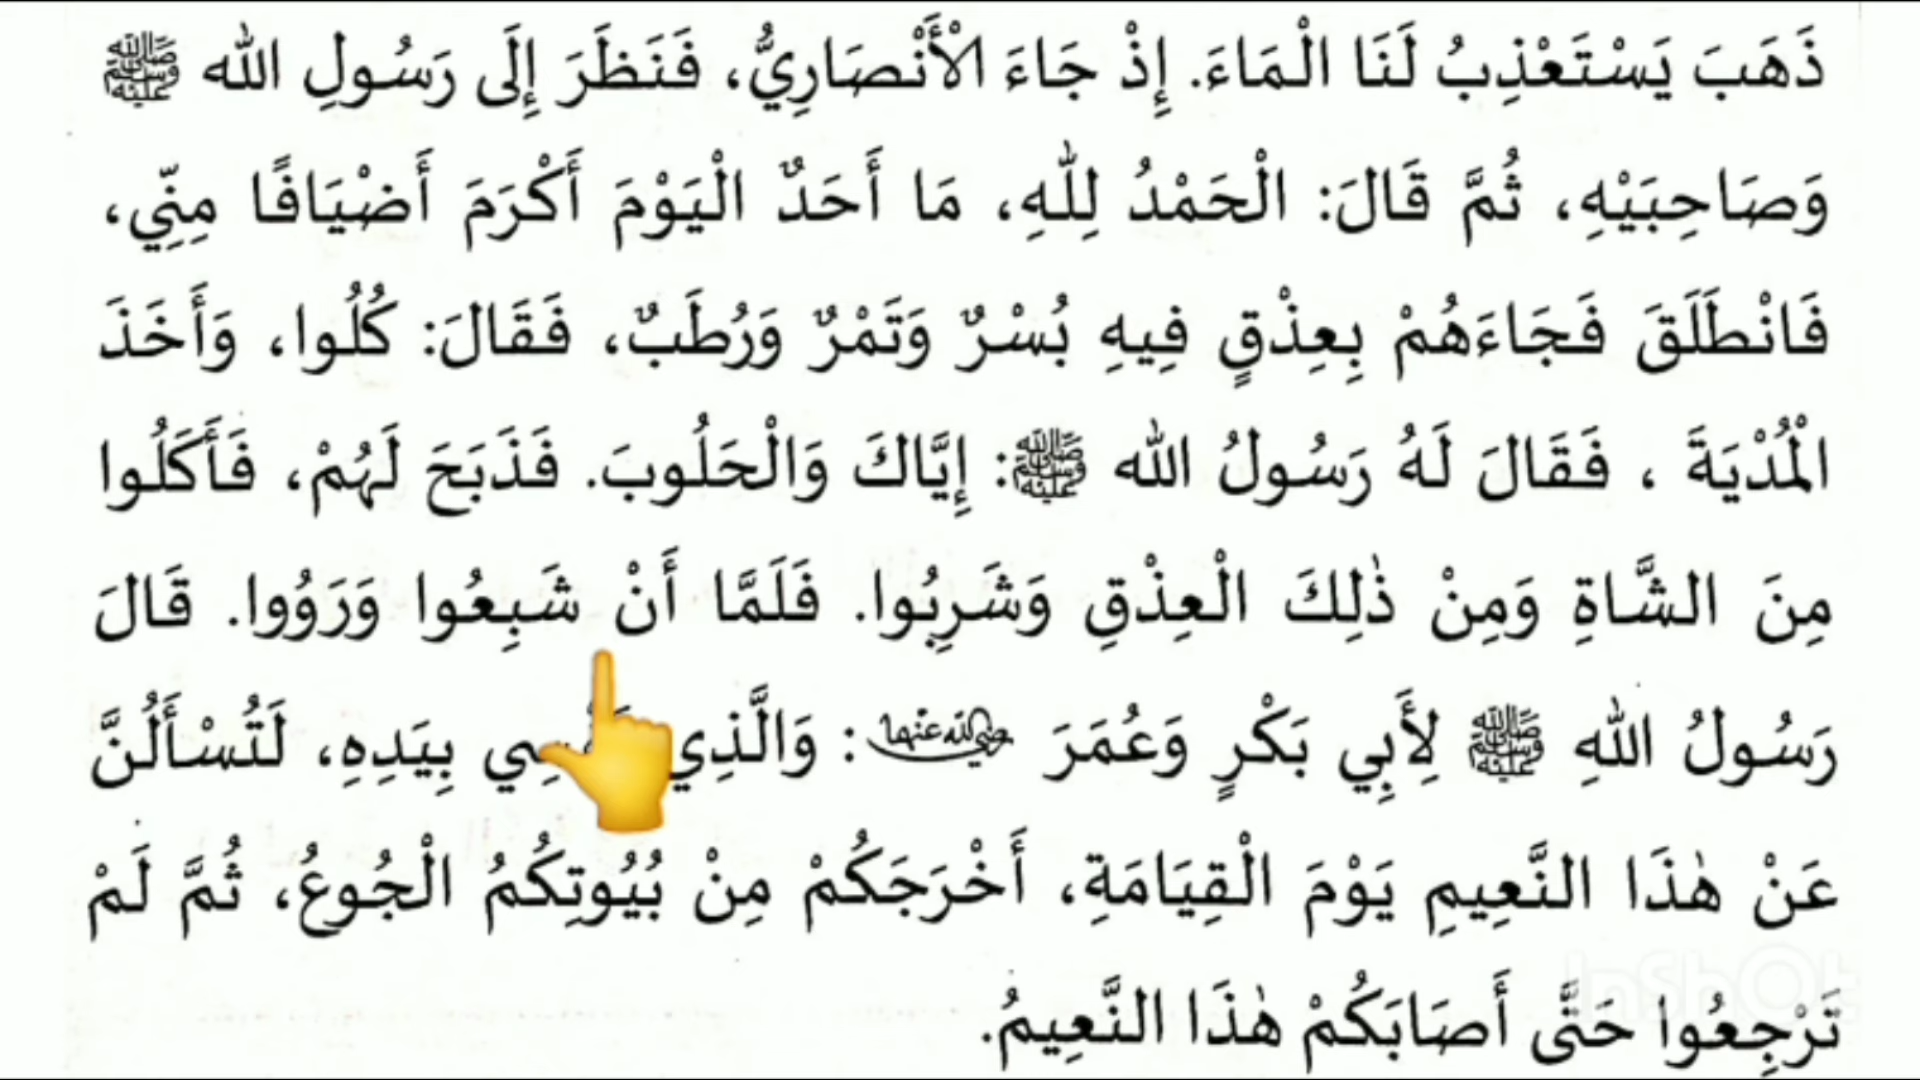 ذَهَبَ يَسْتَعْذِبُ لَنَا الْمَاءَ. إِذْ جَاءَ الْأَنْصَارِيُّ، فَنَظَرَ إِلَى رَسُولِ الله ﷺ
وَصَاحِبَيْهِ، ثُمَّ قَالَ: الْحَمْدُ لِلّٰهِ، مَا أَحَدٌ الْيَوْمَ أَكْرَمَ أَضْيَافًا مِنِّي،
فَانْطَلَقَ فَجَاءَهُمْ بِعِذْقٍ فِيهِ بُسْرٌ وَتَمْرٌ وَرُطَبٌ، فَقَالَ: كُلُوا، وَأَخَذَ
الْمُدْيَةَ ، فَقَالَ لَهُ رَسُولُ الله ﷺ: إِيَّاكَ وَالْحَلُوبَ. فَذَبَحَ لَهُمْ، فَأَكَلُوا
مِنَ الشَّاةِ وَمِنْ ذٰلِكَ الْعِذْقِ وَشَرِبُوا. فَلَمَّا أَنْ شَبِعُوا وَرَوُوا. قَالَ
رَسُولُ اللهِ ﷺ لِأَبِي بَكْرٍ وَعُمَرَ رضي الله عنهما: وَالَّذِي بِيَدِهِ، لَتُسْأَلُنَّ
عَنْ هٰذَا النَّعِيمِ يَوْمَ الْقِيَامَةِ، أَخْرَجَكُمْ مِنْ بُيُوتِكُمُ الْجُوعُ، ثُمَّ لَمْ
تَرْجِعُوا حَتَّى أَصَابَكُمْ هٰذَا النَّعِيمُ.
InShOt